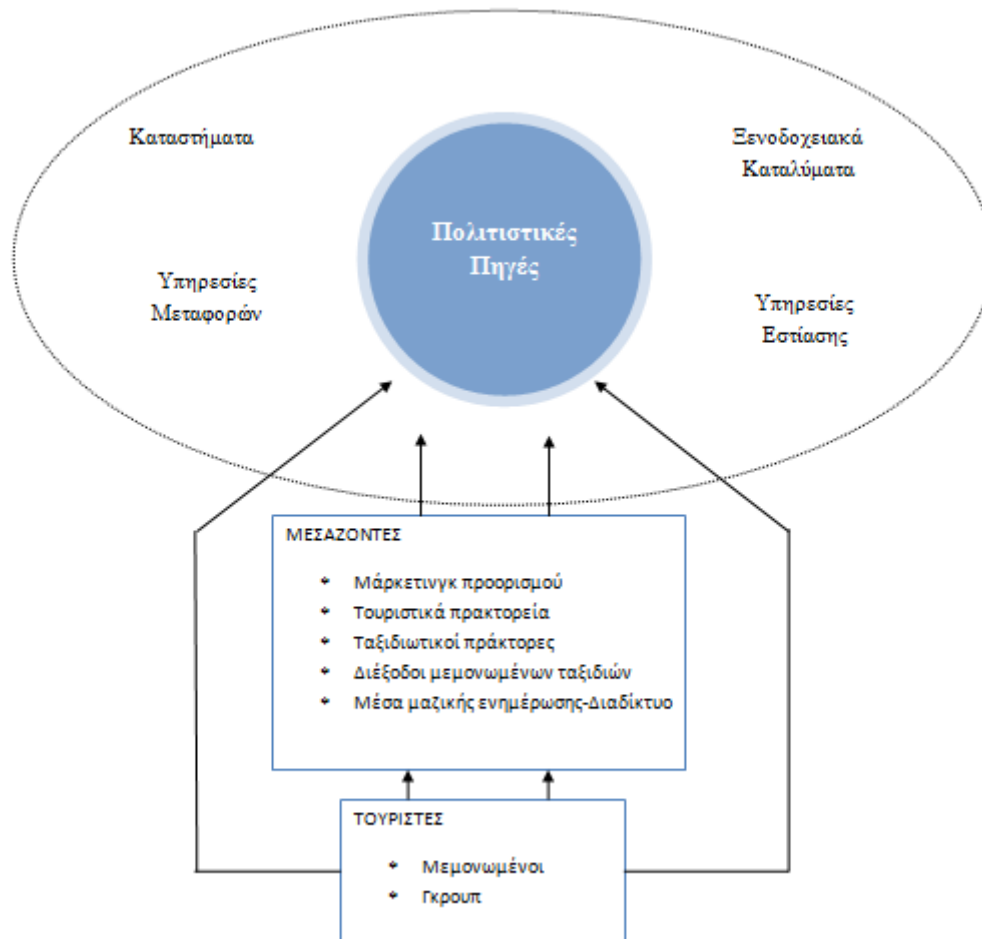 Καταστήματα
Ξενοδοχειακά
Καταλύματα
Πολιτιστικές
Πηγές
Υπηρεσίες
Μεταφορών
Υπηρεσίες
Εστίασης
ΜΕΣΑΖΟΝΤΕΣ
Μάρκετινγκ προορισμού
Τουριστικά πρακτορεία
Ταξιδιωτικοί πράκτορες
Διέξοδοι μεμονωμένων ταξιδιών
Μέσα μαζικής ενημέρωσης-Διαδίκτυο
ΤΟΥΡΙΣΤΕΣ
Μεμονωμένοι
Γκρουπ